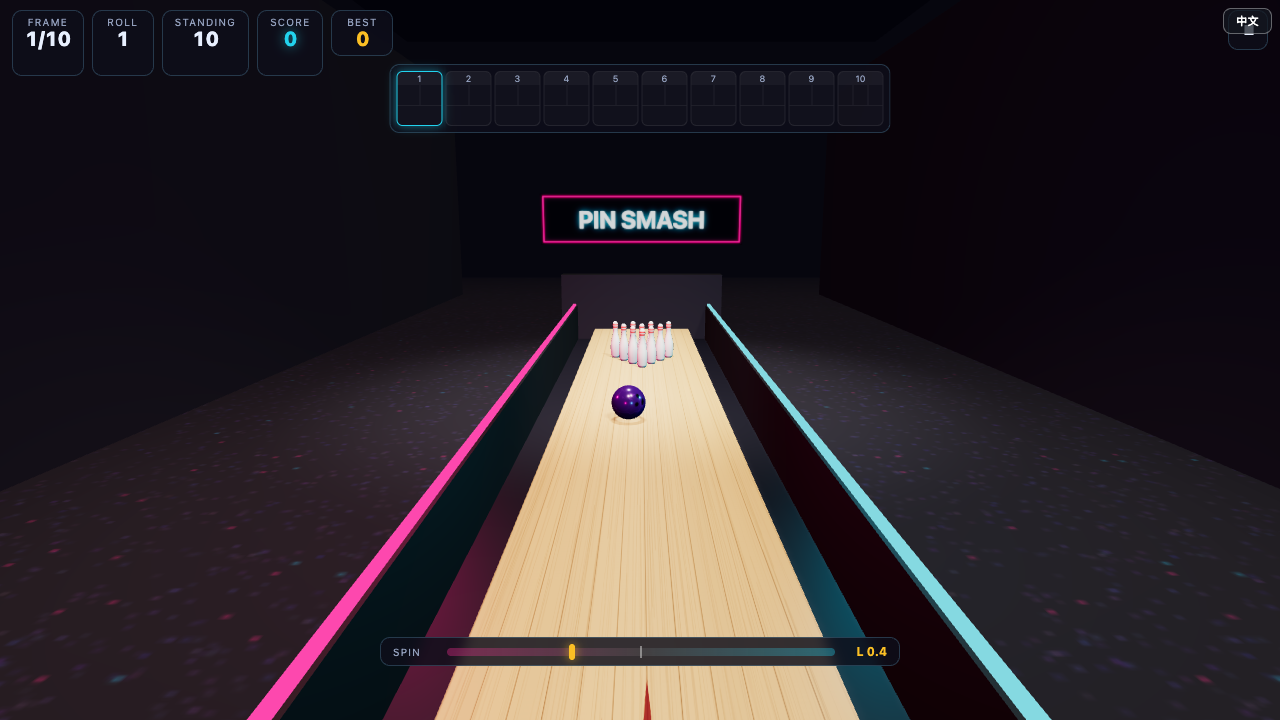 FRAME
1/10
ROLL
1
STANDING
10
SCORE
0
BEST
0
中文
1 2 3 4 5 6 7 8 9 10
PIN SMASH
SPIN
L 0.4